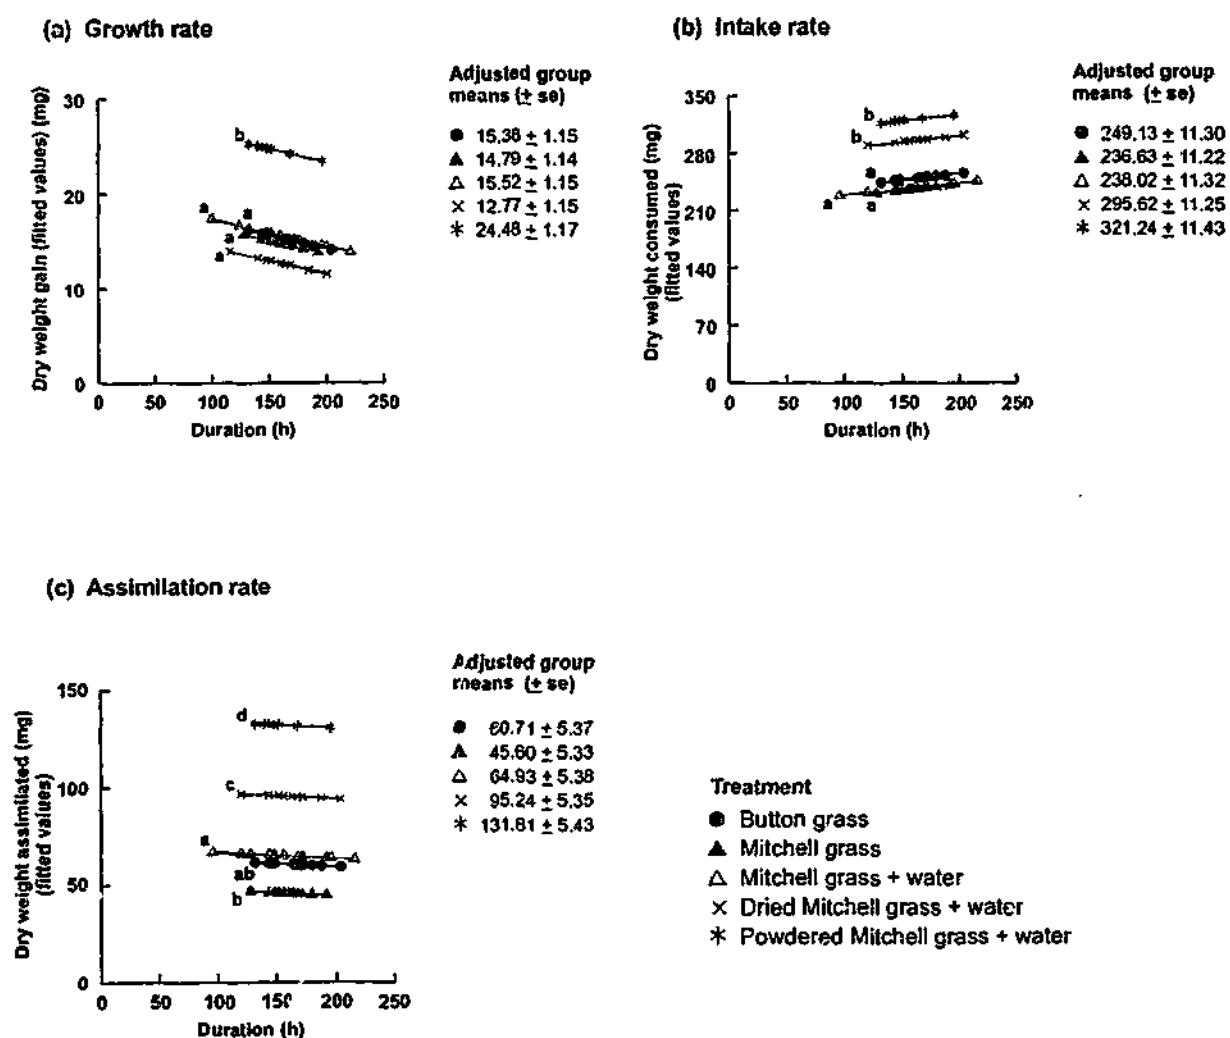 (a) Growth rate
Adjusted group
means (± se)
● 15.38 ± 1.15
▲ 14.79 ± 1.14
△ 15.52 ± 1.15
× 12.77 ± 1.15
* 24.48 ± 1.17
Dry weight gain (fitted values) (mg)
30
20
10
0
b
a
a
a
a
0 50 100 150 200 250
Duration (h)
(b) Intake rate
Adjusted group
means (± se)
● 249.13 ± 11.30
▲ 236.63 ± 11.22
△ 238.02 ± 11.32
× 295.62 ± 11.25
* 321.24 ± 11.43
Dry weight consumed (mg)
(fitted values)
350
280
210
140
70
0
b
b
a
a
a
0 50 100 150 200 250
Duration (h)
(c) Assimilation rate
Adjusted group
means (± se)
● 60.71 ± 5.37
▲ 45.60 ± 5.33
△ 64.93 ± 5.38
× 95.24 ± 5.35
* 131.81 ± 5.43
Dry weight assimilated (mg)
(fitted values)
150
100
50
0
d
c
a
ab
b
0 50 100 150 200 250
Duration (h)
Treatment
● Button grass
▲ Mitchell grass
△ Mitchell grass + water
× Dried Mitchell grass + water
* Powdered Mitchell grass + water